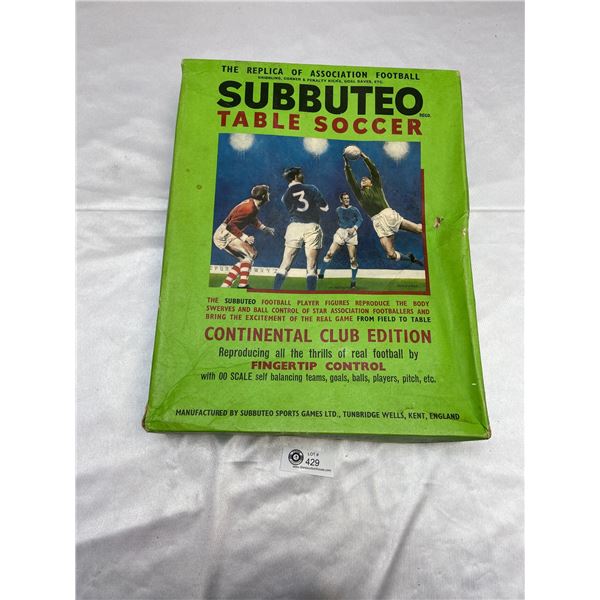 THE REPLICA OF ASSOCIATION FOOTBALL
DRIBBLING, CORNER & PENALTY KICKS, GOAL SAVES, ETC.
SUBBUTEO
REGD.
TABLE SOCCER
3
THE SUBBUTEO FOOTBALL PLAYER FIGURES REPRODUCE THE BODY
SWERVES AND BALL CONTROL OF STAR ASSOCIATION FOOTBALLERS AND
BRING THE EXCITEMENT OF THE REAL GAME FROM FIELD TO TABLE
CONTINENTAL CLUB EDITION
Reproducing all the thrills of real football by
FINGERTIP CONTROL
with OO SCALE self balancing teams, goals, balls, players, pitch, etc.
MANUFACTURED BY SUBBUTEO SPORTS GAMES LTD., TUNBRIDGE WELLS, KENT, ENGLAND
LOT #
429